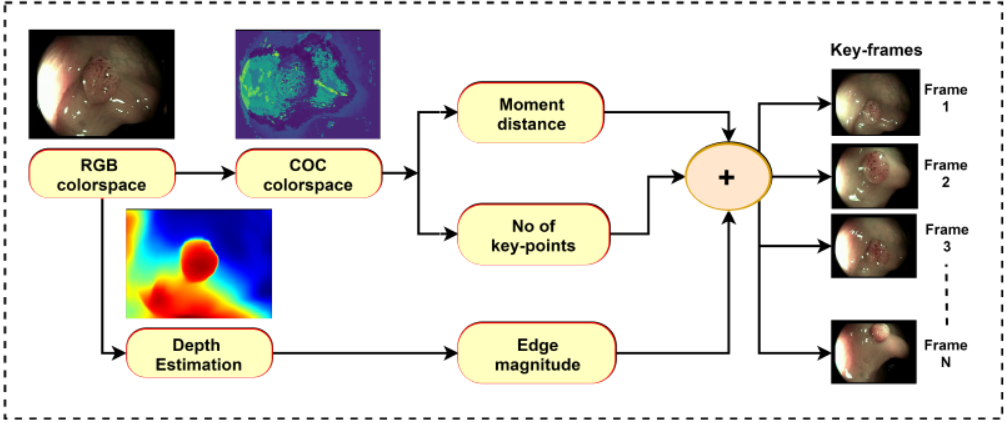 RGB
colorspace
COC
colorspace
Moment
distance
No of
key-points
Depth
Estimation
Edge
magnitude
+
Key-frames
Frame
1
Frame
2
Frame
3
Frame
N